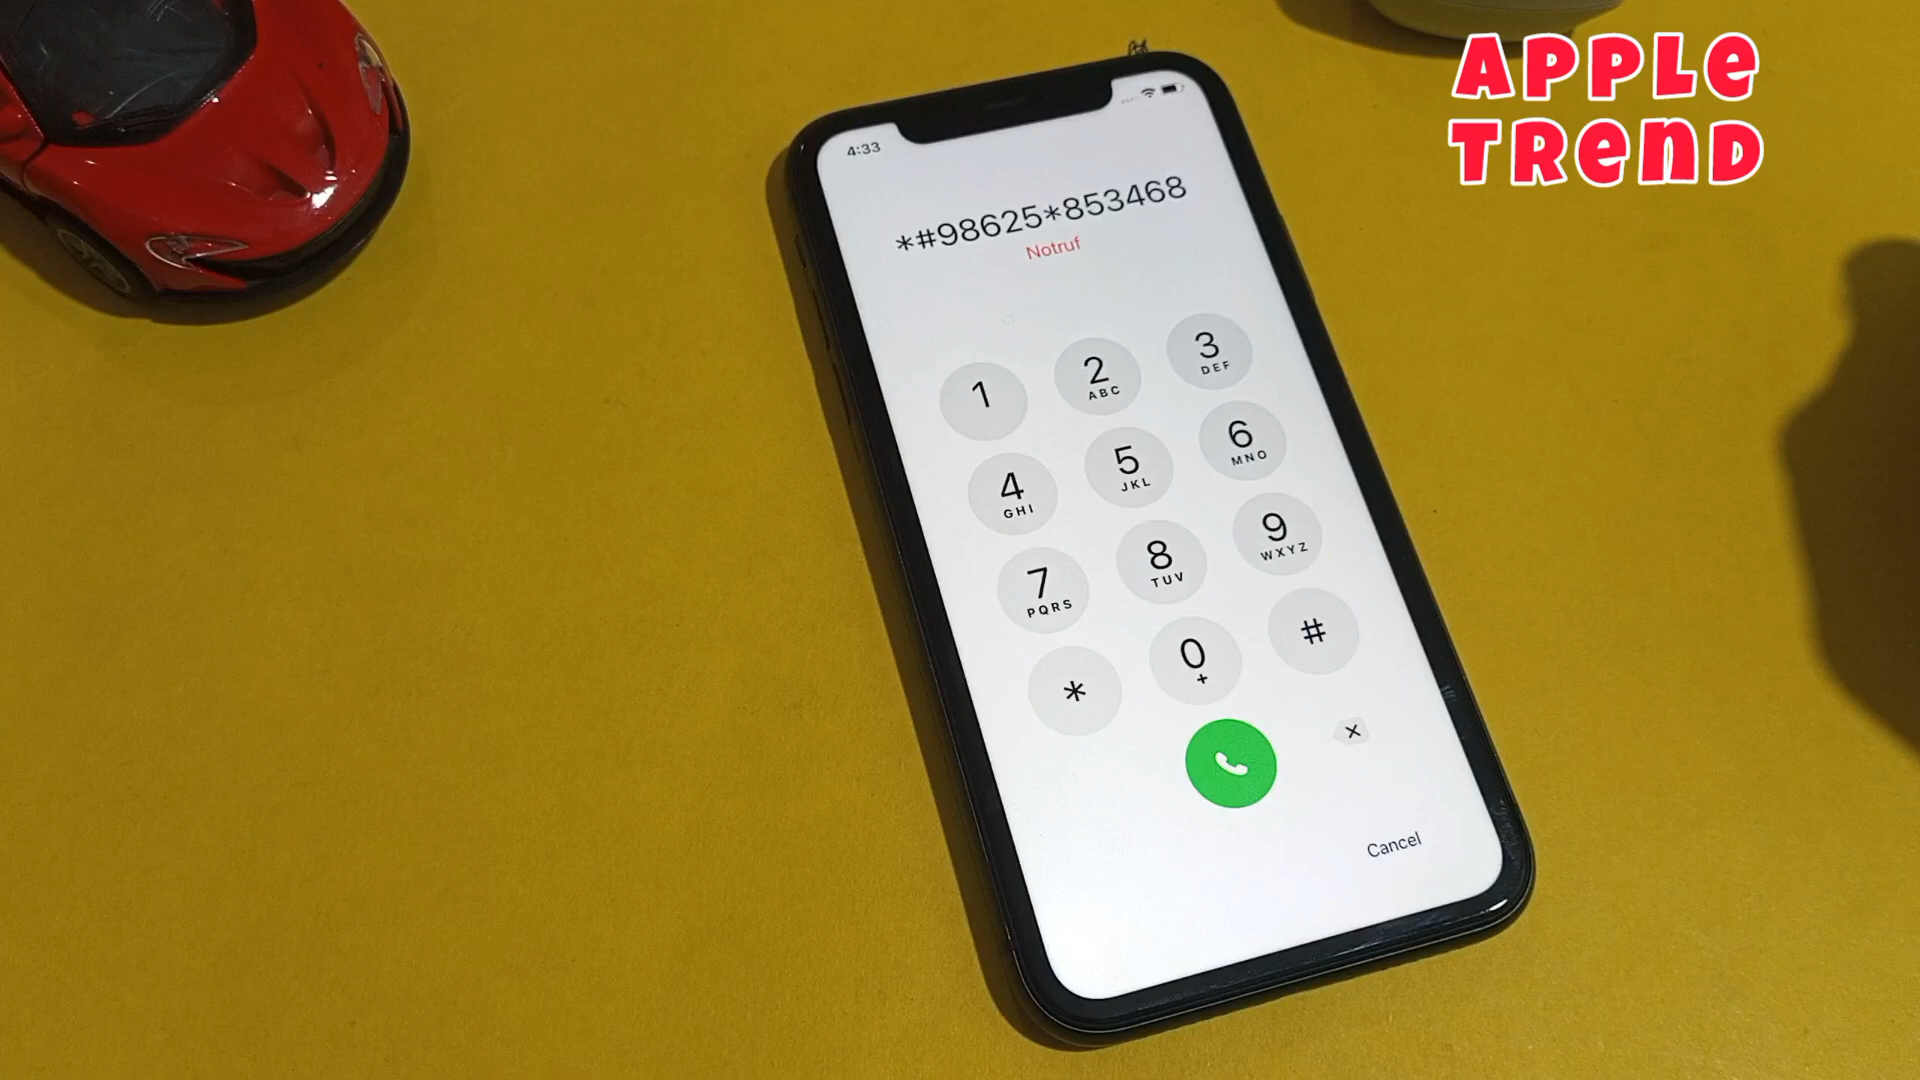 APPLE
TREND
4:33
*#98625*853468
Notruf
1
2
ABC
3
DEF
4
GHI
5
JKL
6
MNO
7
PQRS
8
TUV
9
WXYZ
*
0
+
#
Cancel